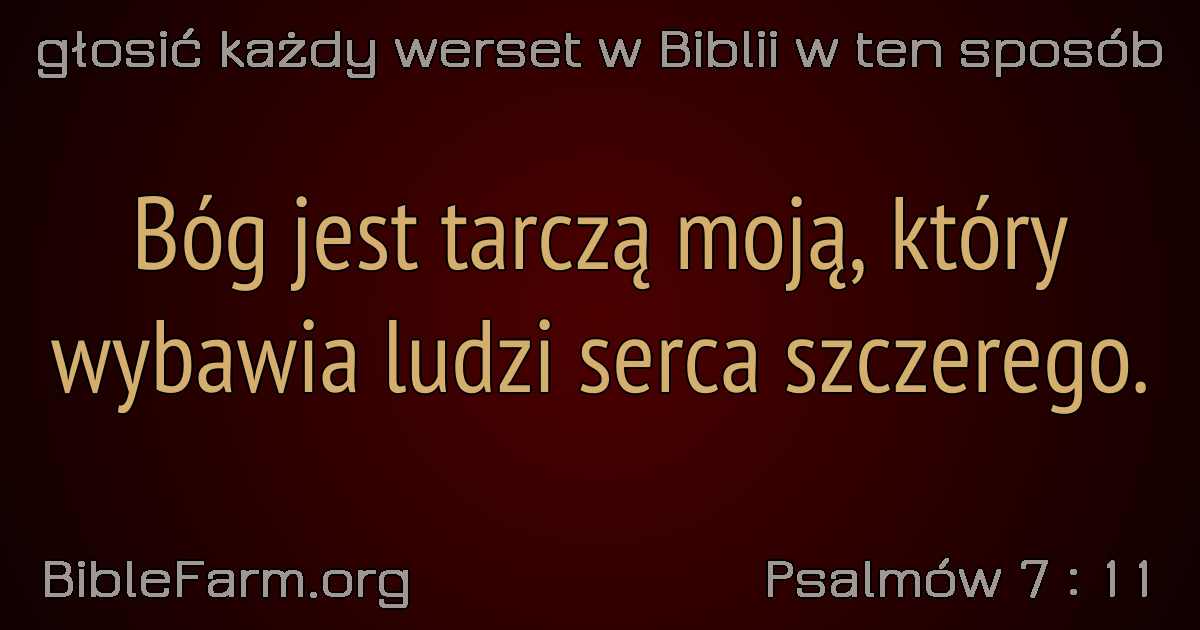 głosić każdy werset w Biblii w ten sposób
Bóg jest tarczą moją, który
wybawia ludzi serca szczerego.
BibleFarm.org
Psalmów 7 : 11